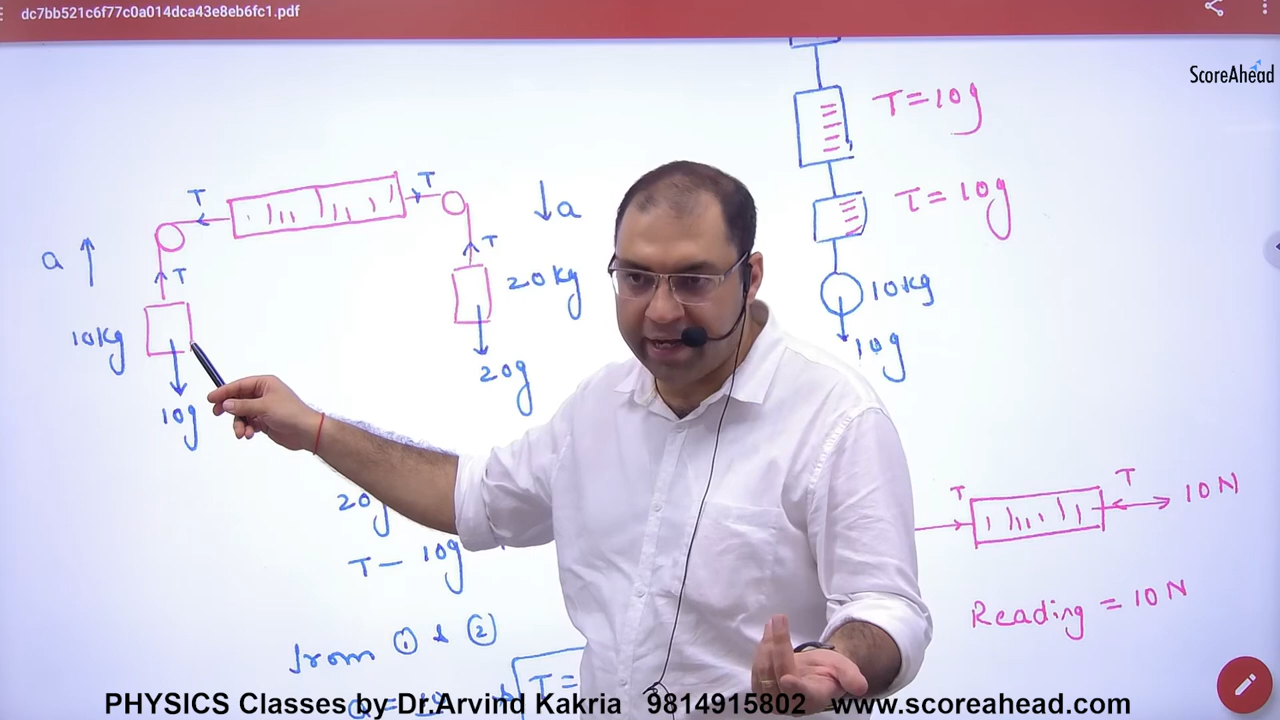 dc7bb521c6f77c0a014dca43e8eb6fc1.pdf
ScoreAhead
T=10g
T
T
↓a
T=10g
a
T
T
20kg
10kg
10kg
20g
10g
10g
T
T
10N
20g
T- 10g
Reading = 10N
from ① & ②
T=
PHYSICS Classes by Dr.Arvind Kakria 9814915802 www.scoreahead.com